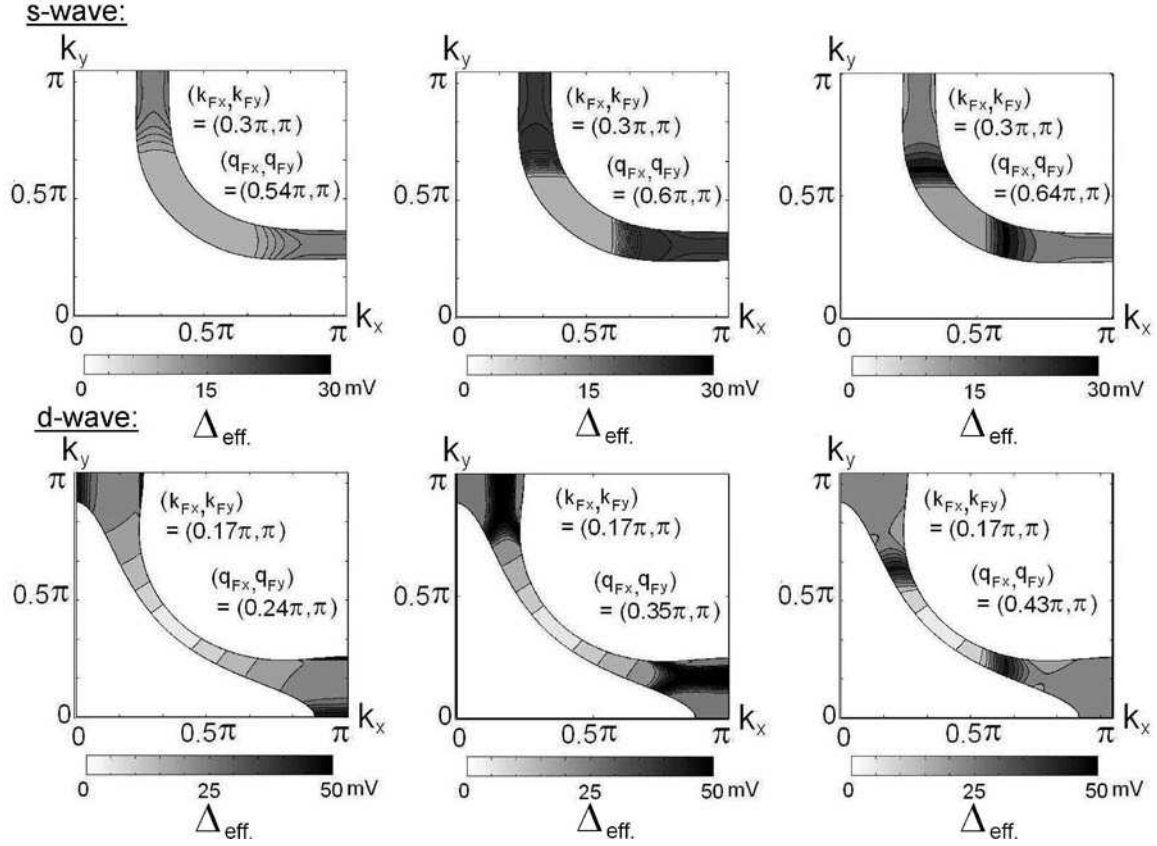 s-wave:
k_y
π
0.5π
0
(k_Fx,k_Fy)
= (0.3π,π)
(q_Fx,q_Fy)
=(0.54π,π)
0
0.5π
π
k_x
0
15
30 mV
Δ_eff.
k_y
π
0.5π
0
(k_Fx,k_Fy)
= (0.3π,π)
(q_Fx,q_Fy)
=(0.6π,π)
0
0.5π
π
k_x
0
15
30 mV
Δ_eff.
k_y
π
0.5π
0
(k_Fx,k_Fy)
= (0.3π,π)
(q_Fx,q_Fy)
=(0.64π,π)
0
0.5π
π
k_x
0
15
30 mV
Δ_eff.
d-wave:
k_y
π
0.5π
0
(k_Fx,k_Fy)
= (0.17π,π)
(q_Fx,q_Fy)
= (0.24π,π)
0
0.5π
π
k_x
0
25
50 mV
Δ_eff.
k_y
π
0.5π
0
(k_Fx,k_Fy)
= (0.17π,π)
(q_Fx,q_Fy)
= (0.35π,π)
0
0.5π
π
k_x
0
25
50 mV
Δ_eff.
k_y
π
0.5π
0
(k_Fx,k_Fy)
= (0.17π,π)
(q_Fx,q_Fy)
= (0.43π,π)
0
0.5π
π
k_x
0
25
50 mV
Δ_eff.